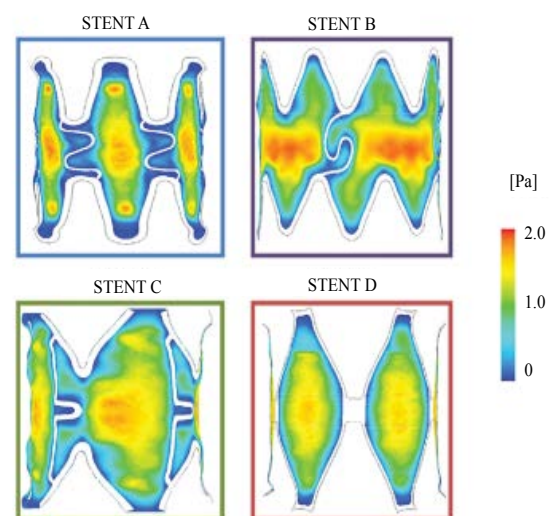 STENT A
STENT B
[Pa]
2.0
1.0
0
STENT C
STENT D